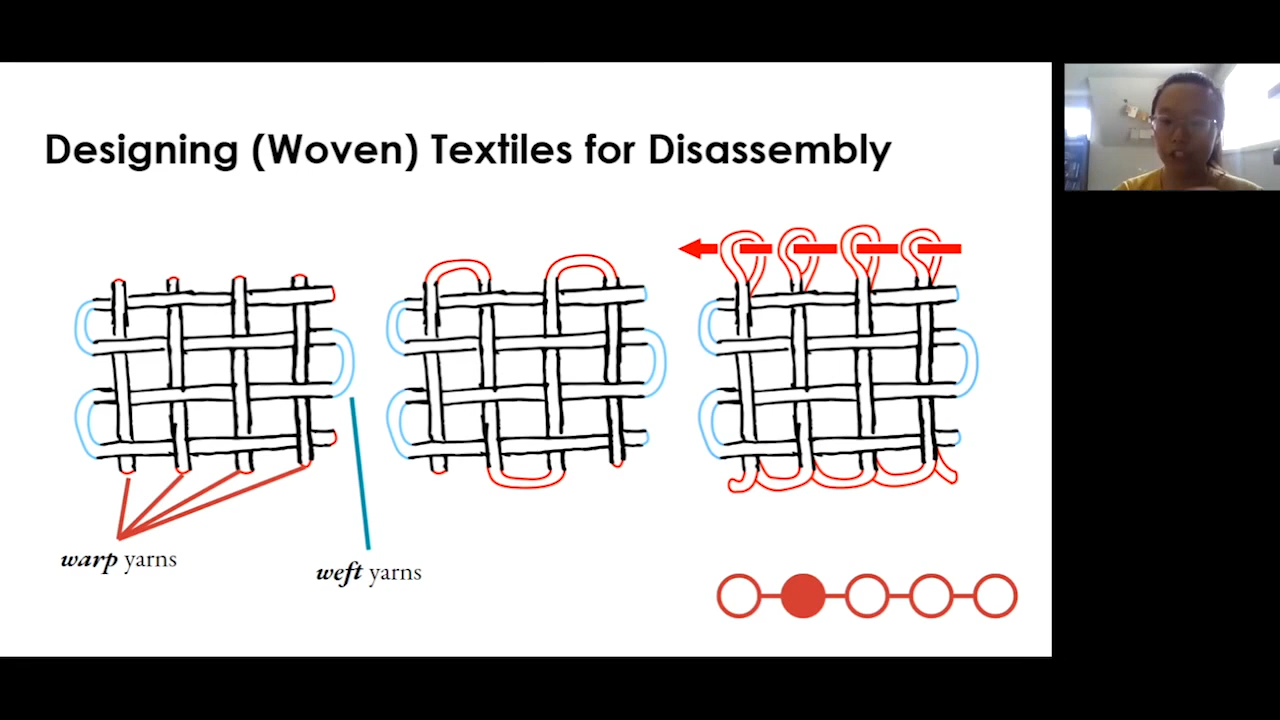 Designing (Woven) Textiles for Disassembly
warp yarns
weft yarns